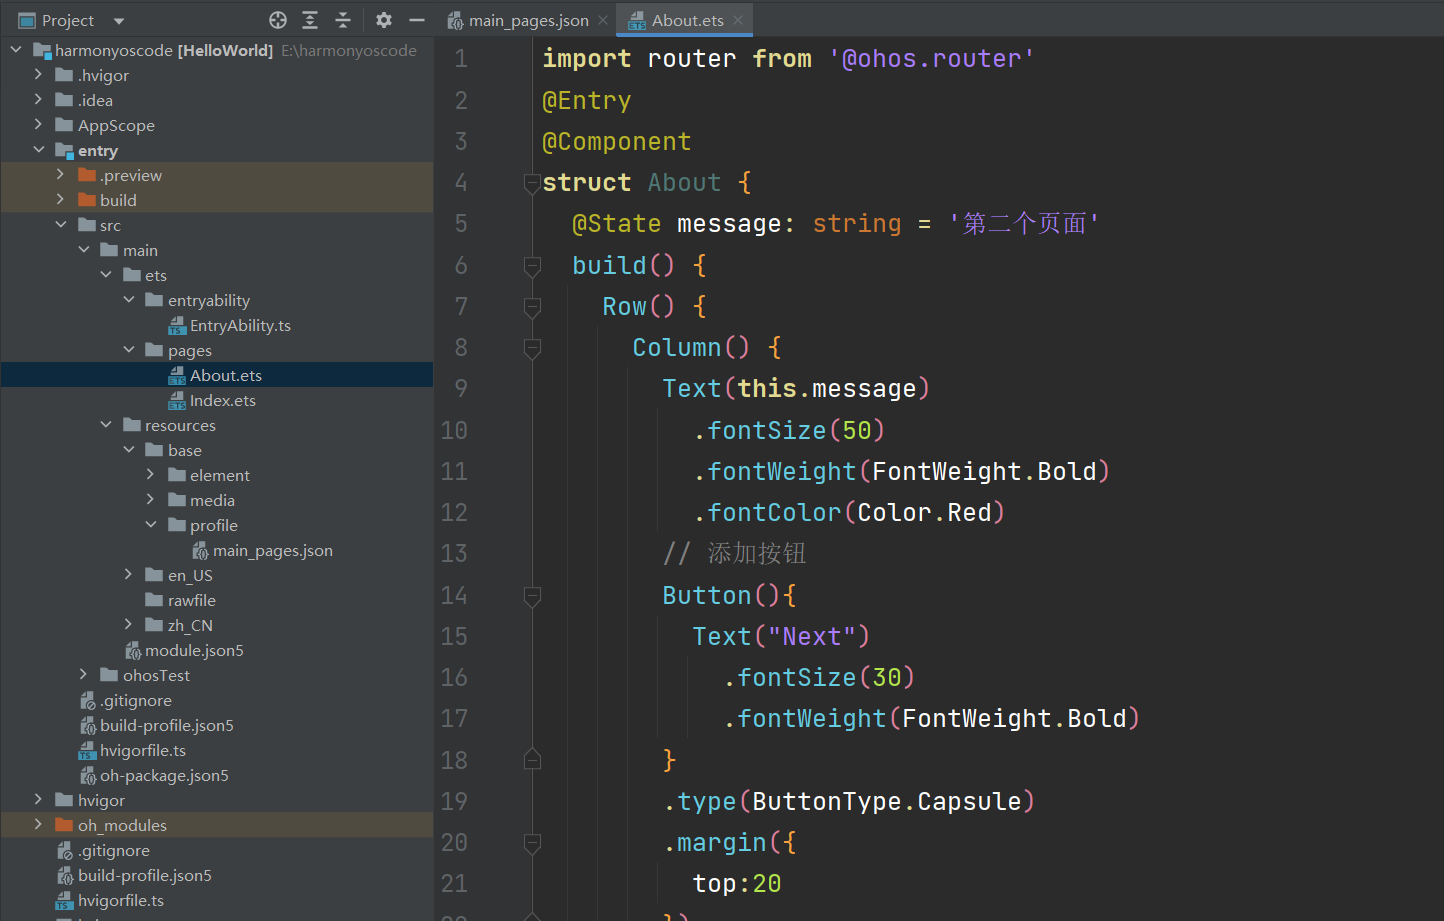 Project
main_pages.json
About.ets
harmonyoscode [HelloWorld] E:\harmonyoscode
.hvigor
.idea
AppScope
entry
.preview
build
src
main
ets
entryability
EntryAbility.ts
pages
About.ets
Index.ets
resources
base
element
media
profile
main_pages.json
en_US
rawfile
zh_CN
module.json5
ohosTest
.gitignore
build-profile.json5
hvigorfile.ts
oh-package.json5
hvigor
oh_modules
.gitignore
build-profile.json5
hvigorfile.ts
1 import router from '@ohos.router'
2 @Entry
3 @Component
4 struct About {
5 @State message: string = '第二个页面'
6 build() {
7 Row() {
8 Column() {
9 Text(this.message)
10 .fontSize(50)
11 .fontWeight(FontWeight.Bold)
12 .fontColor(Color.Red)
13 // 添加按钮
14 Button(){
15 Text("Next")
16 .fontSize(30)
17 .fontWeight(FontWeight.Bold)
18 }
19 .type(ButtonType.Capsule)
20 .margin({
21 top:20